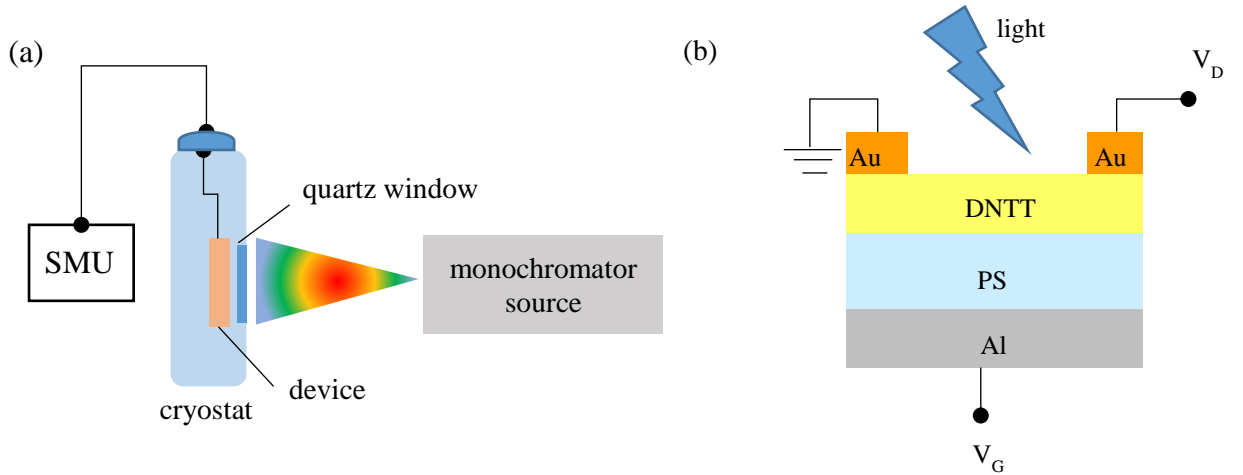 (a)
SMU
quartz window
monochromator
source
device
cryostat
(b)
light
V_D
Au
Au
DNTT
PS
Al
V_G